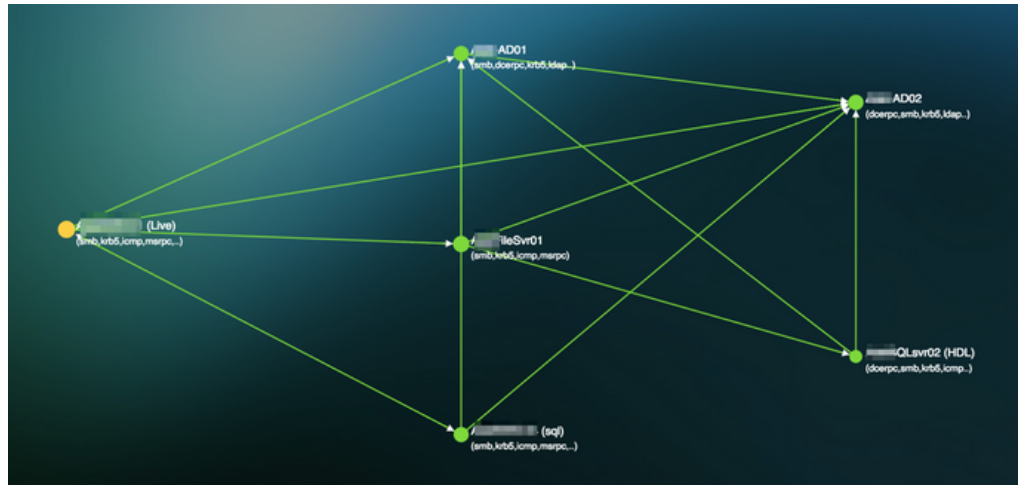 AD01
(smb,dcerpc,krb5,ldap..)
AD02
(dcerpc,smb,krb5,ldap..)
(Live)
(smb,krb5,icmp,msrpc,..)
ileSvr01
(smb,krb5,icmp,msrpc)
QLsvr02 (HDL)
(dcerpc,smb,krb5,icmp..)
(sql)
(smb,krb5,icmp,msrpc,..)